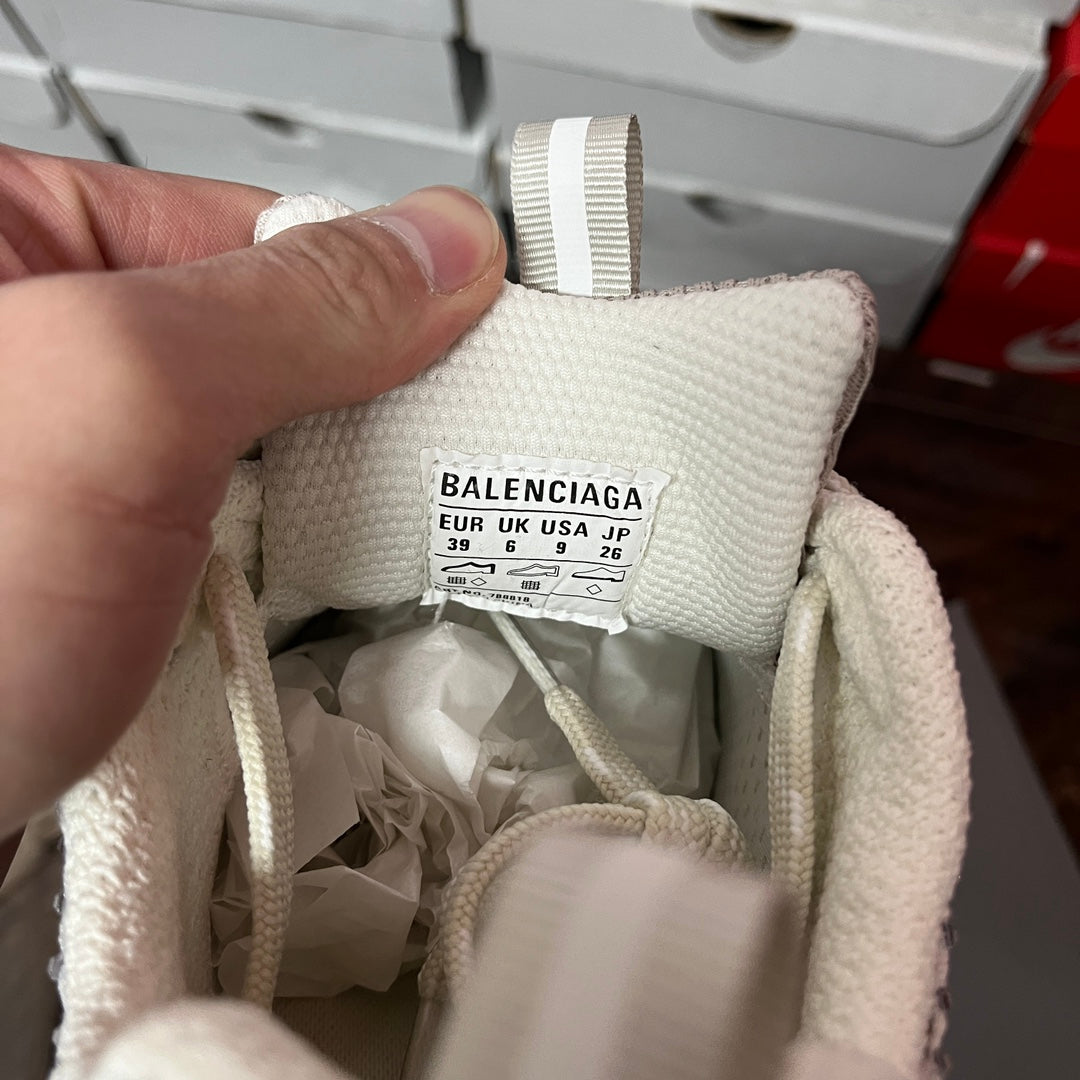 BALENCIAGA
EUR UK USA JP
39 6 9 26